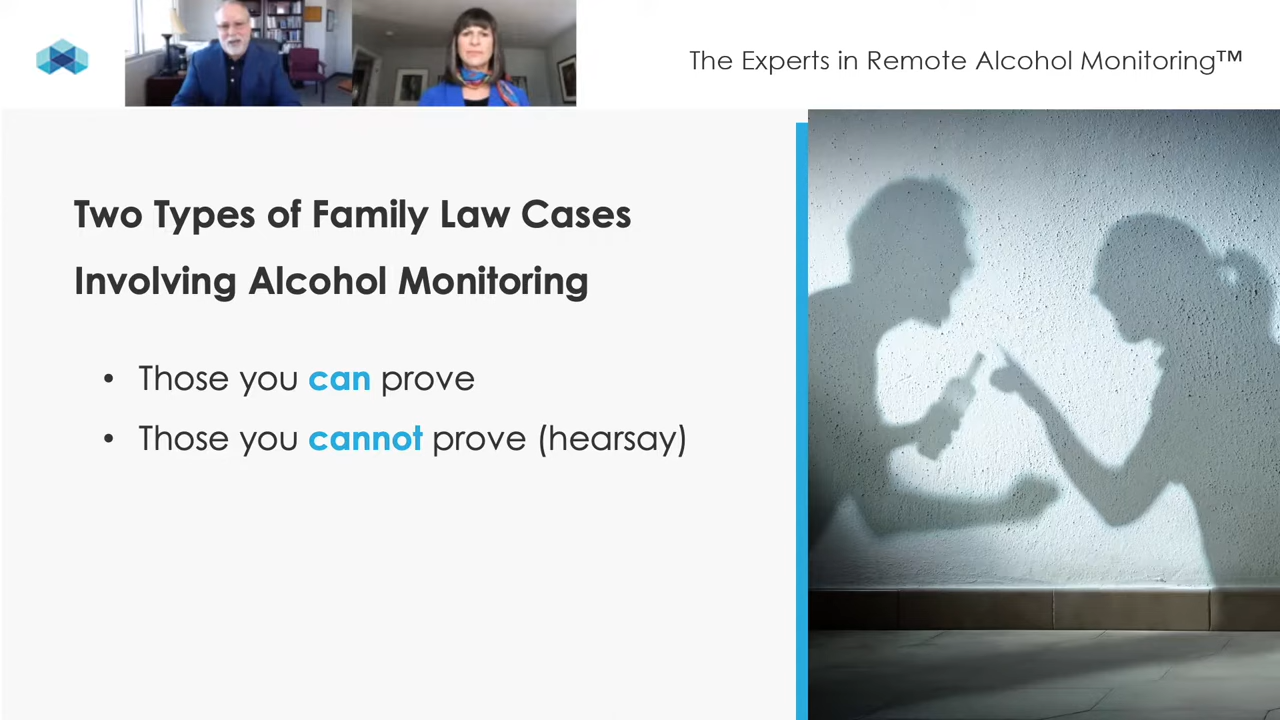 The Experts in Remote Alcohol Monitoring™
Two Types of Family Law Cases
Involving Alcohol Monitoring
• Those you can prove
• Those you cannot prove (hearsay)